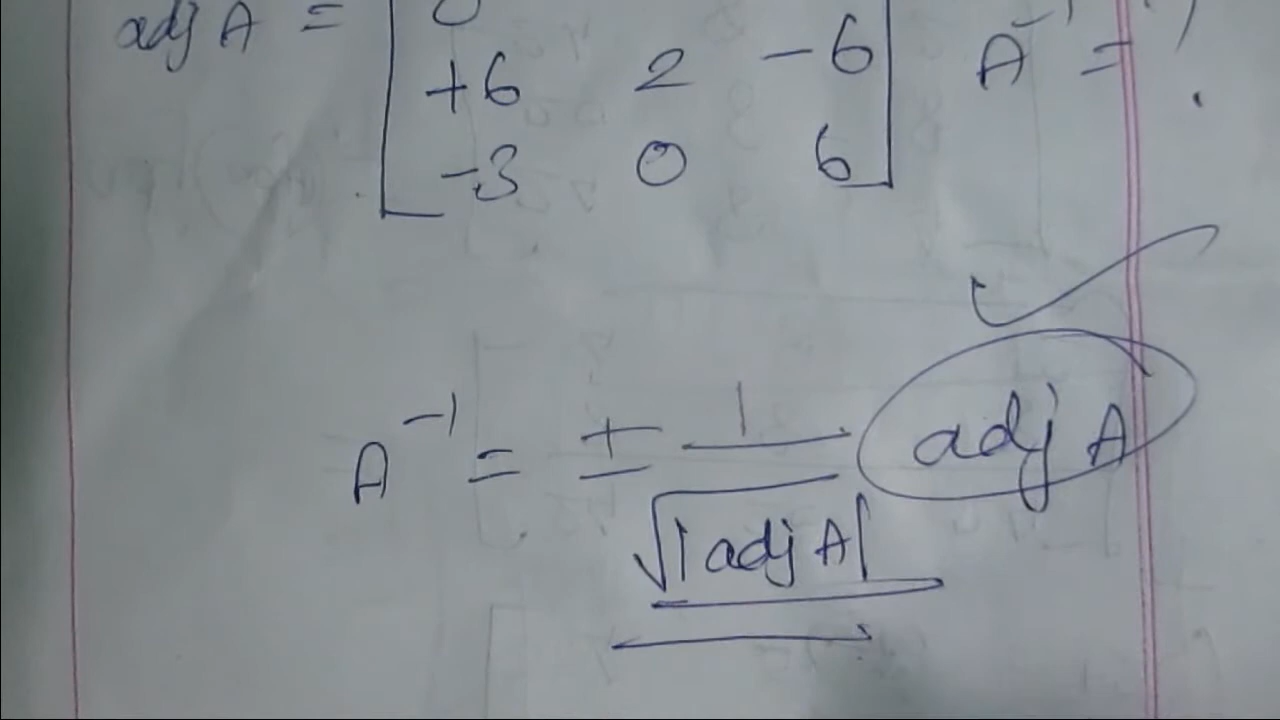 adj A = 0 A⁻¹ = ?
+6 2 -6
-3 0 6
A⁻¹ = ± 1/√|adj A| adj A